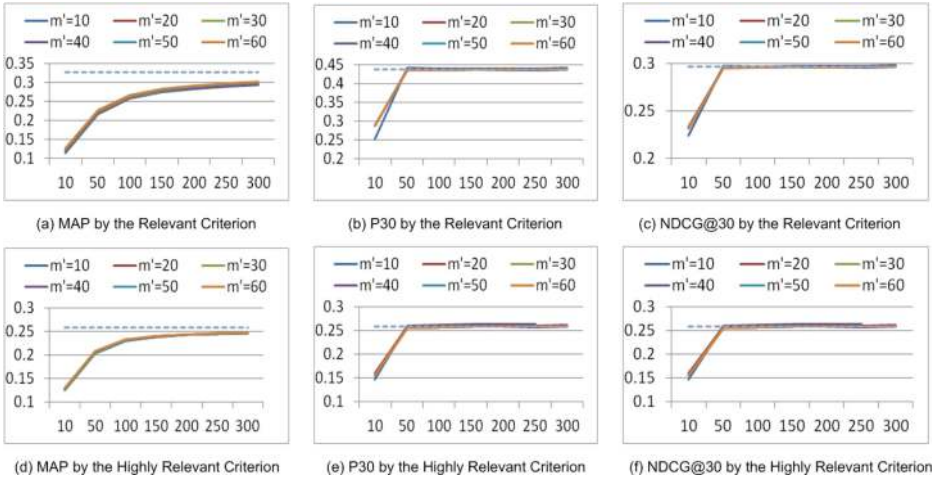 m'=10 m'=20 m'=30
m'=40 m'=50 m'=60
0.35
0.3
0.25
0.2
0.15
0.1
10 50 100 150 200 250 300
(a) MAP by the Relevant Criterion
m'=10 m'=20 m'=30
m'=40 m'=50 m'=60
0.45
0.4
0.35
0.3
0.25
0.2
10 50 100 150 200 250 300
(b) P30 by the Relevant Criterion
m'=10 m'=20 m'=30
m'=40 m'=50 m'=60
0.3
0.25
0.2
10 50 100 150 200 250 300
(c) NDCG@30 by the Relevant Criterion
m'=10 m'=20 m'=30
m'=40 m'=50 m'=60
0.3
0.25
0.2
0.15
0.1
10 50 100 150 200 250 300
(d) MAP by the Highly Relevant Criterion
m'=10 m'=20 m'=30
m'=40 m'=50 m'=60
0.3
0.25
0.2
0.15
0.1
10 50 100 150 200 250 300
(e) P30 by the Highly Relevant Criterion
m'=10 m'=20 m'=30
m'=40 m'=50 m'=60
0.3
0.25
0.2
0.15
0.1
10 50 100 150 200 250 300
(f) NDCG@30 by the Highly Relevant Criterion